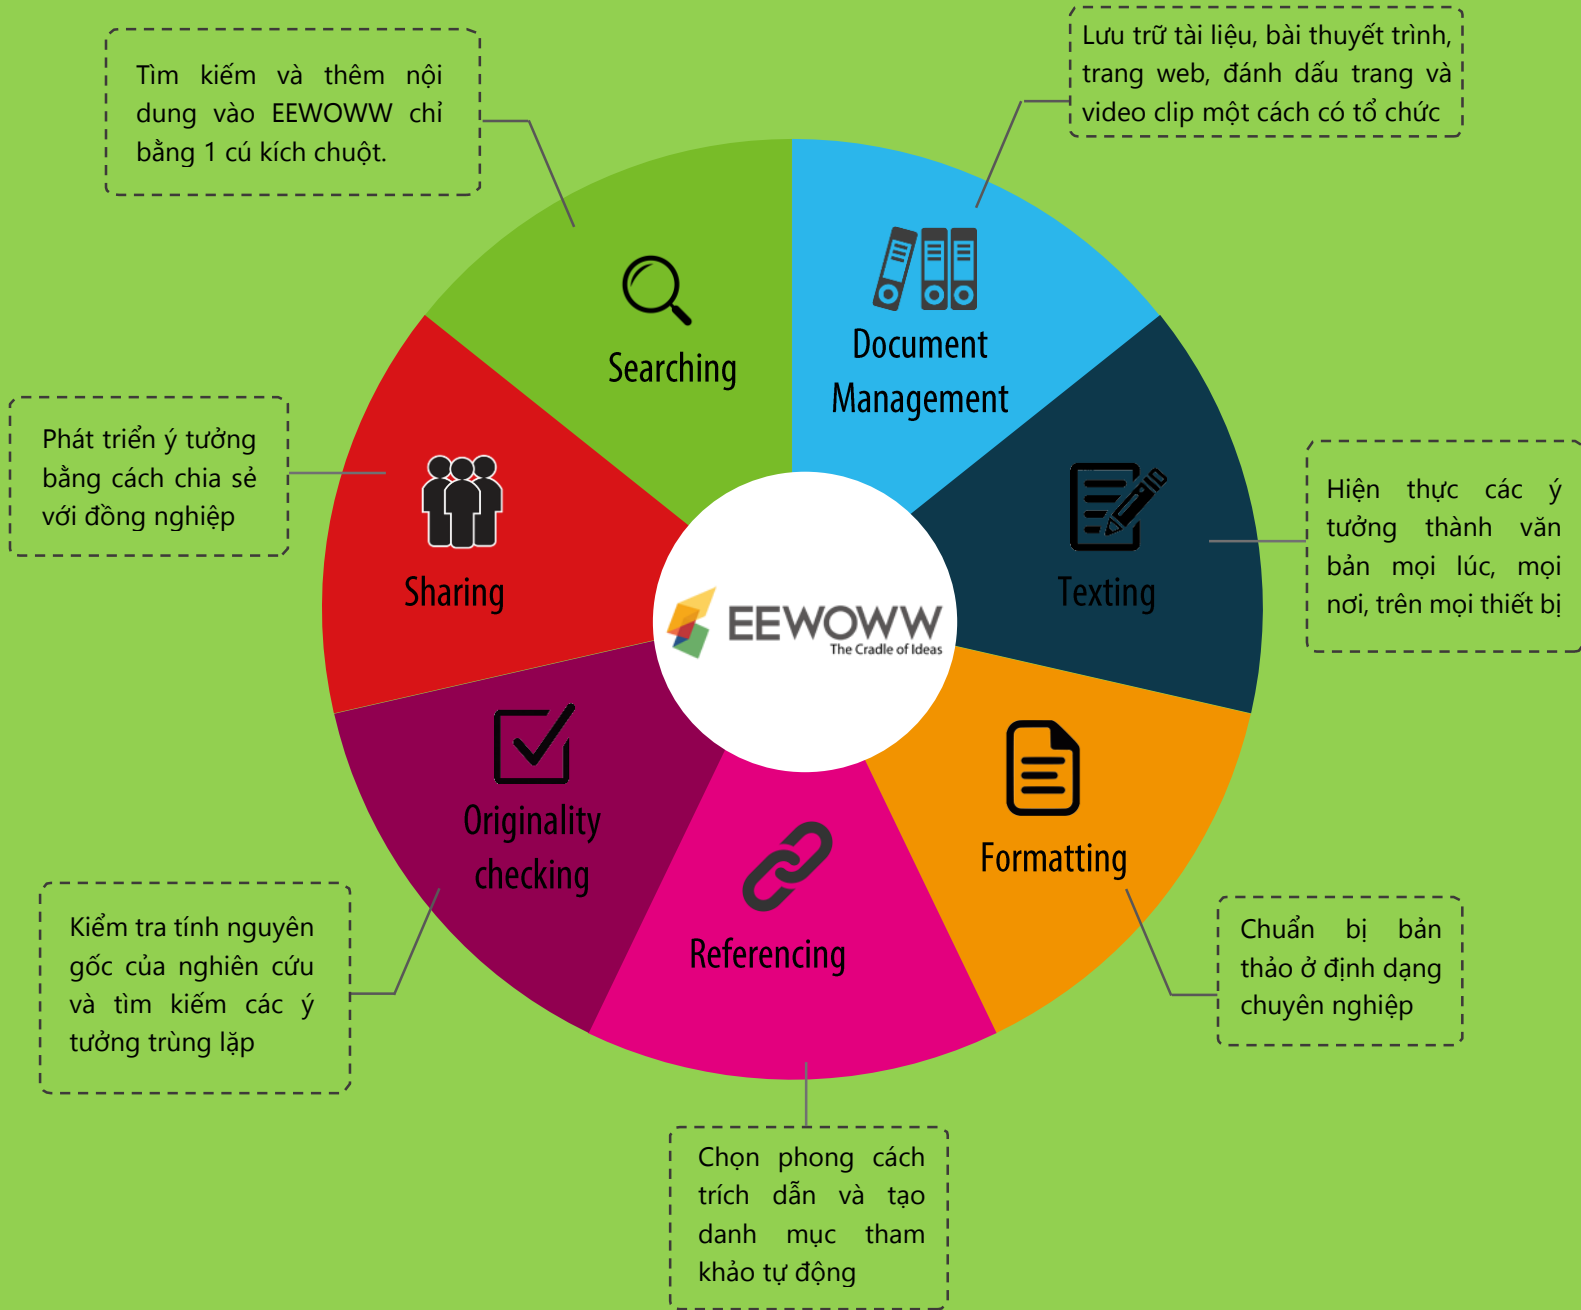 Tìm kiếm và thêm nội
dung vào EEWOWW chỉ
bằng 1 cú kích chuột.
Lưu trữ tài liệu, bài thuyết trình,
trang web, đánh dấu trang và
video clip một cách có tổ chức
Searching
Document
Management
Phát triển ý tưởng
bằng cách chia sẻ
với đồng nghiệp
Sharing
Texting
Hiện thực các ý
tưởng thành văn
bản mọi lúc, mọi
nơi, trên mọi thiết bị
EEWOWW
The Cradle of Ideas
Originality
checking
Formatting
Referencing
Kiểm tra tính nguyên
gốc của nghiên cứu
và tìm kiếm các ý
tưởng trùng lặp
Chuẩn bị bản
thảo ở định dạng
chuyên nghiệp
Chọn phong cách
trích dẫn và tạo
danh mục tham
khảo tự động